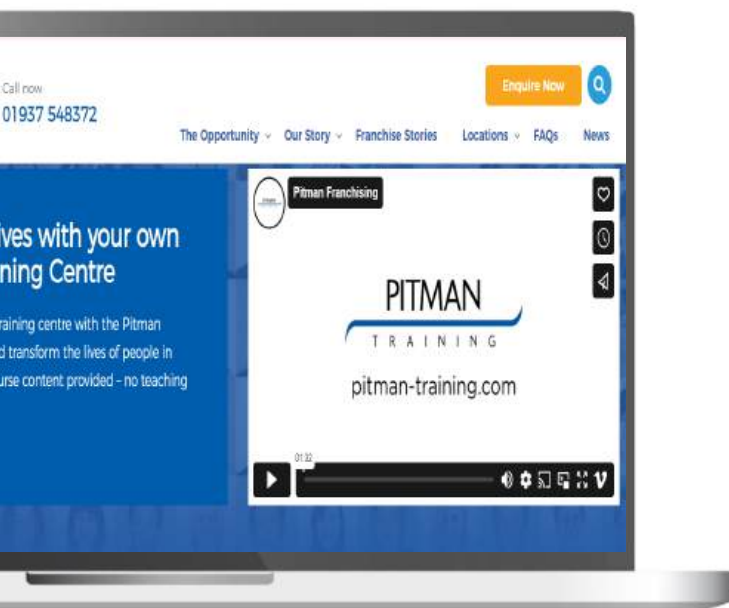 Call now
01937 548372
Enquire Now
The Opportunity Our Story Franchise Stories Locations FAQs News
ives with your own
ning Centre
raining centre with the Pitman
d transform the lives of people in
urse content provided - no teaching
Pitman Franchising
PITMAN
TRAINING
pitman-training.com
01:32